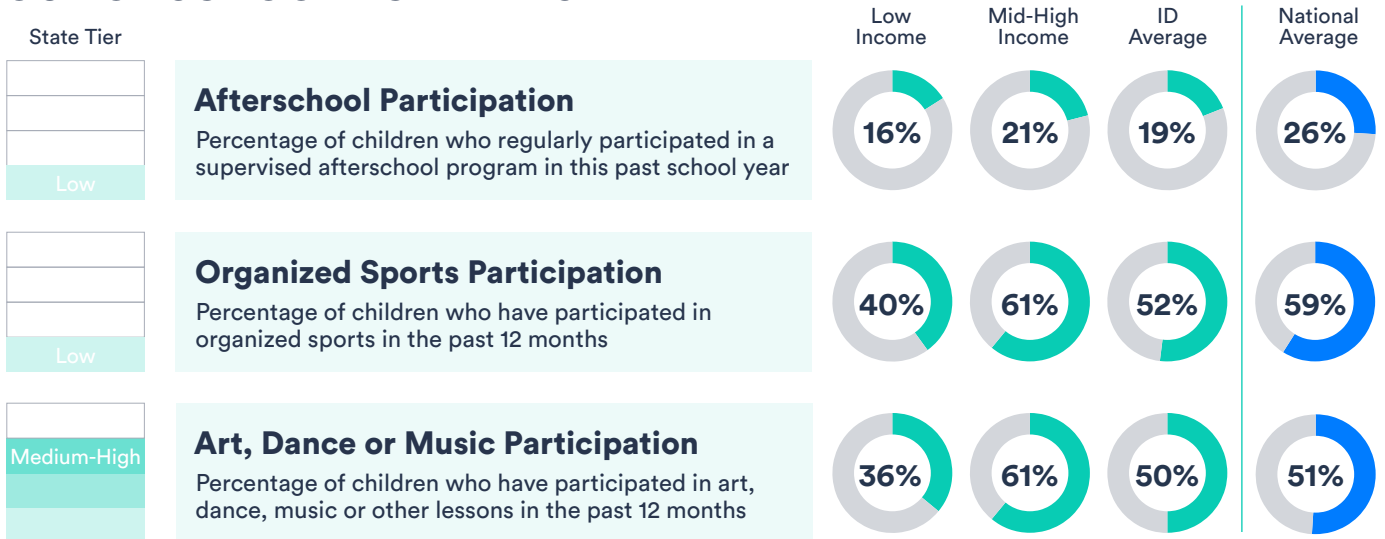 State Tier
Low
Income
Mid-High
Income
ID
Average
National
Average
Afterschool Participation
Percentage of children who regularly participated in a
supervised afterschool program in this past school year
Low
16%
21%
19%
26%
Organized Sports Participation
Percentage of children who have participated in
organized sports in the past 12 months
Low
40%
61%
52%
59%
Art, Dance or Music Participation
Medium-High
Percentage of children who have participated in art,
dance, music or other lessons in the past 12 months
36%
61%
50%
51%